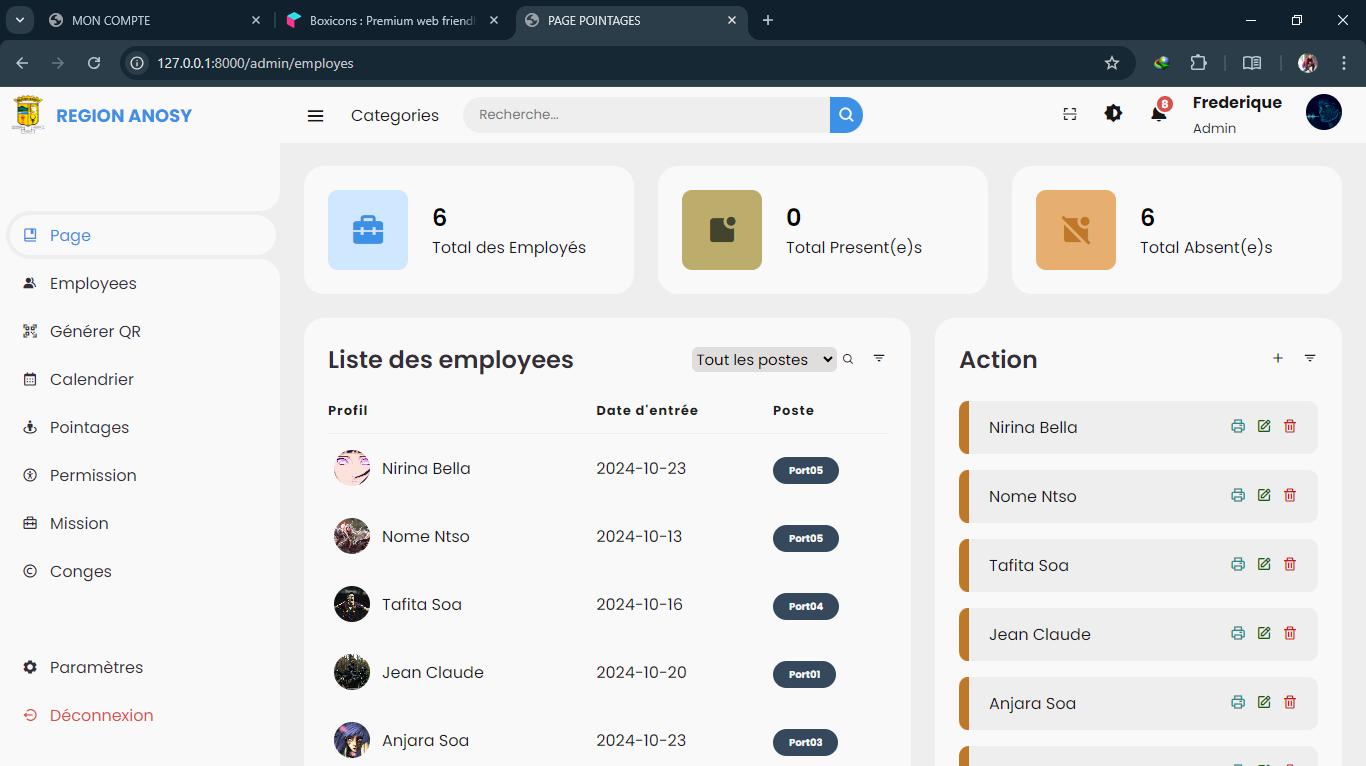 MON COMPTE
Boxicons : Premium web friendl
PAGE POINTAGES
127.0.0.1:8000/admin/employes
REGION ANOSY
Categories
Recherche...
8
Frederique
Admin
Page
Employees
Générer QR
Calendrier
Pointages
Permission
Mission
Conges
Paramètres
Déconnexion
6
Total des Employés
0
Total Present(e)s
6
Total Absent(e)s
Liste des employees
Tout les postes
Profil Date d'entrée Poste
Nirina Bella 2024-10-23 Port05
Nome Ntso 2024-10-13 Port05
Tafita Soa 2024-10-16 Port04
Jean Claude 2024-10-20 Port01
Anjara Soa 2024-10-23 Port03
Action
Nirina Bella
Nome Ntso
Tafita Soa
Jean Claude
Anjara Soa